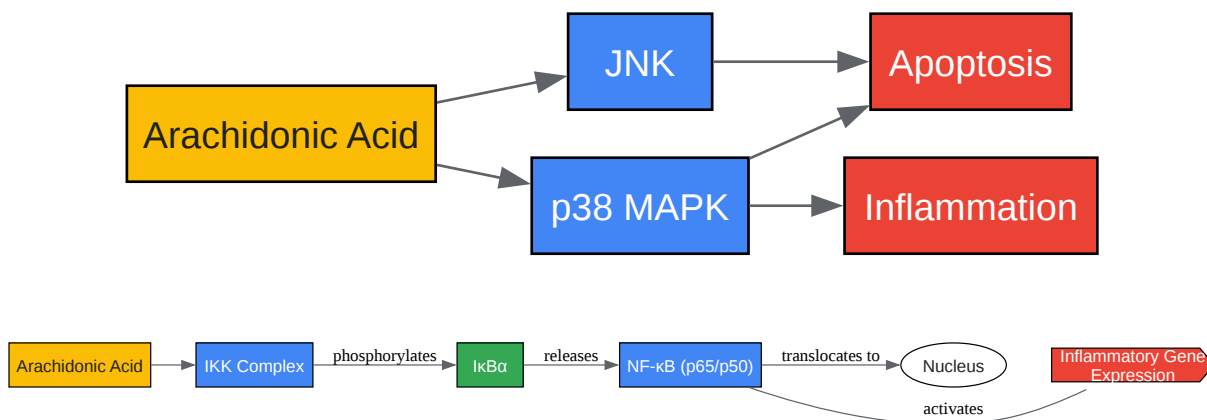 JNK
Apoptosis
Arachidonic Acid
p38 MAPK
Inflammation
Arachidonic Acid
IKK Complex
phosphorylates
IκBα
releases
NF-κB (p65/p50)
translocates to
Nucleus
Inflammatory Gene
Expression
activates